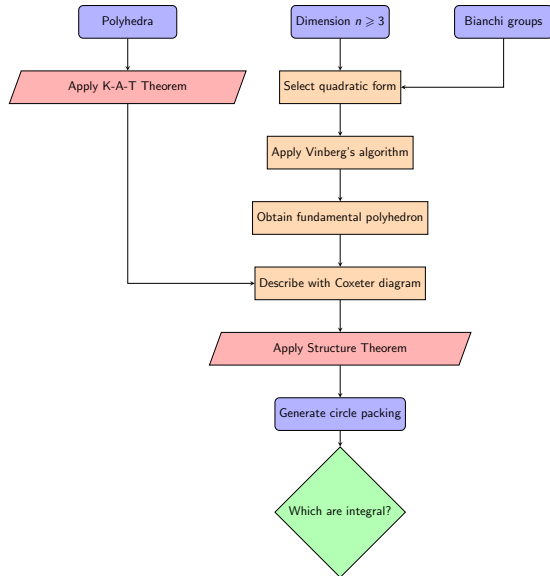 Polyhedra
Dimension n ⩾ 3
Bianchi groups
Apply K-A-T Theorem
Select quadratic form
Apply Vinberg's algorithm
Obtain fundamental polyhedron
Describe with Coxeter diagram
Apply Structure Theorem
Generate circle packing
Which are integral?